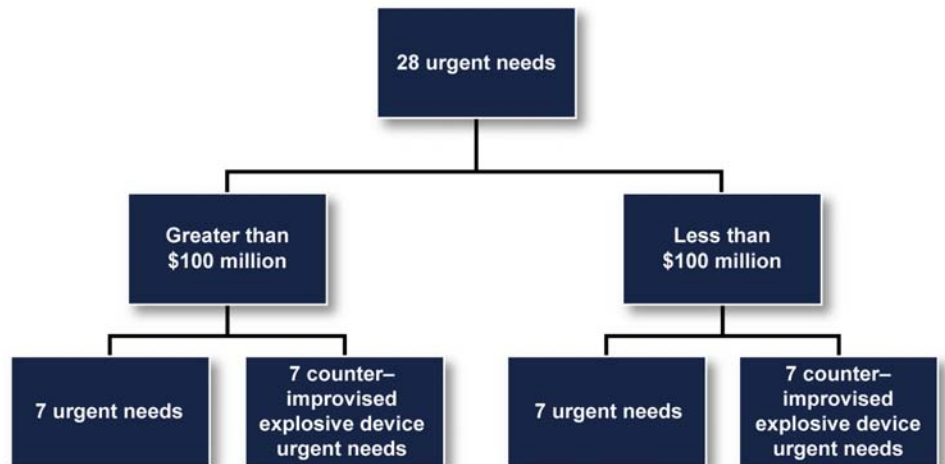 28 urgent needs
Greater than
$100 million
Less than
$100 million
7 urgent needs
7 counter–
improvised
explosive device
urgent needs
7 urgent needs
7 counter–
improvised
explosive device
urgent needs